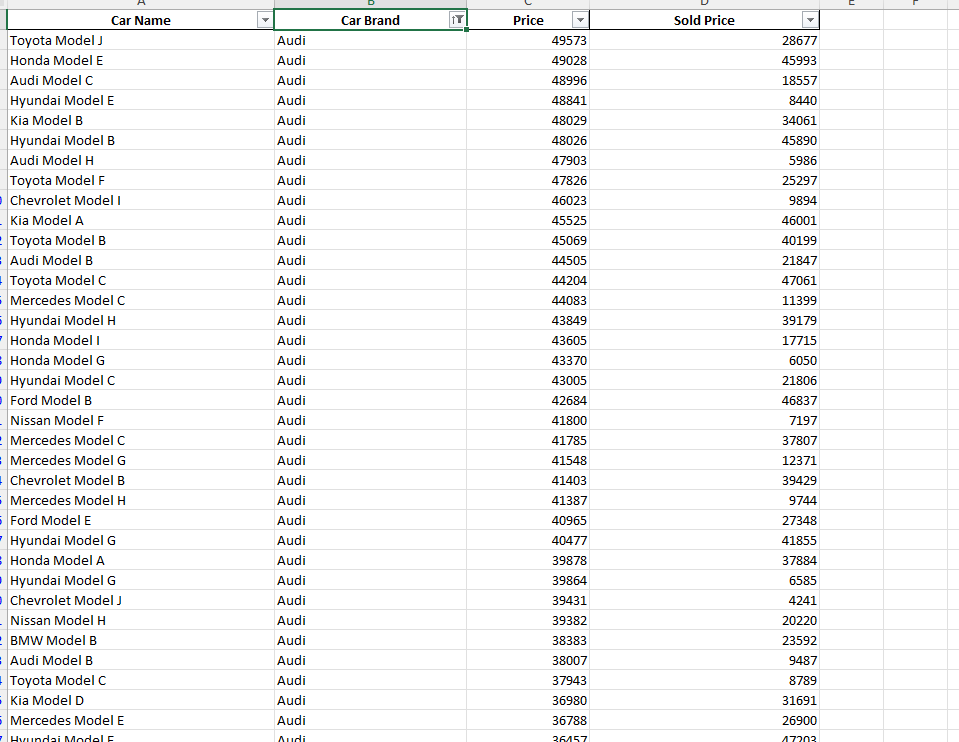 A B C D E F
Car Name Car Brand Price Sold Price
Toyota Model J Audi 49573 28677
Honda Model E Audi 49028 45993
Audi Model C Audi 48996 18557
Hyundai Model E Audi 48841 8440
Kia Model B Audi 48029 34061
Hyundai Model B Audi 48026 45890
Audi Model H Audi 47903 5986
Toyota Model F Audi 47826 25297
Chevrolet Model I Audi 46023 9894
Kia Model A Audi 45525 46001
Toyota Model B Audi 45069 40199
Audi Model B Audi 44505 21847
Toyota Model C Audi 44204 47061
Mercedes Model C Audi 44083 11399
Hyundai Model H Audi 43849 39179
Honda Model I Audi 43605 17715
Honda Model G Audi 43370 6050
Hyundai Model C Audi 43005 21806
Ford Model B Audi 42684 46837
Nissan Model F Audi 41800 7197
Mercedes Model C Audi 41785 37807
Mercedes Model G Audi 41548 12371
Chevrolet Model B Audi 41403 39429
Mercedes Model H Audi 41387 9744
Ford Model E Audi 40965 27348
Hyundai Model G Audi 40477 41855
Honda Model A Audi 39878 37884
Hyundai Model G Audi 39864 6585
Chevrolet Model J Audi 39431 4241
Nissan Model H Audi 39382 20220
BMW Model B Audi 38383 23592
Audi Model B Audi 38007 9487
Toyota Model C Audi 37943 8789
Kia Model D Audi 36980 31691
Mercedes Model E Audi 36788 26900
Hyundai Model Audi 36457 47203